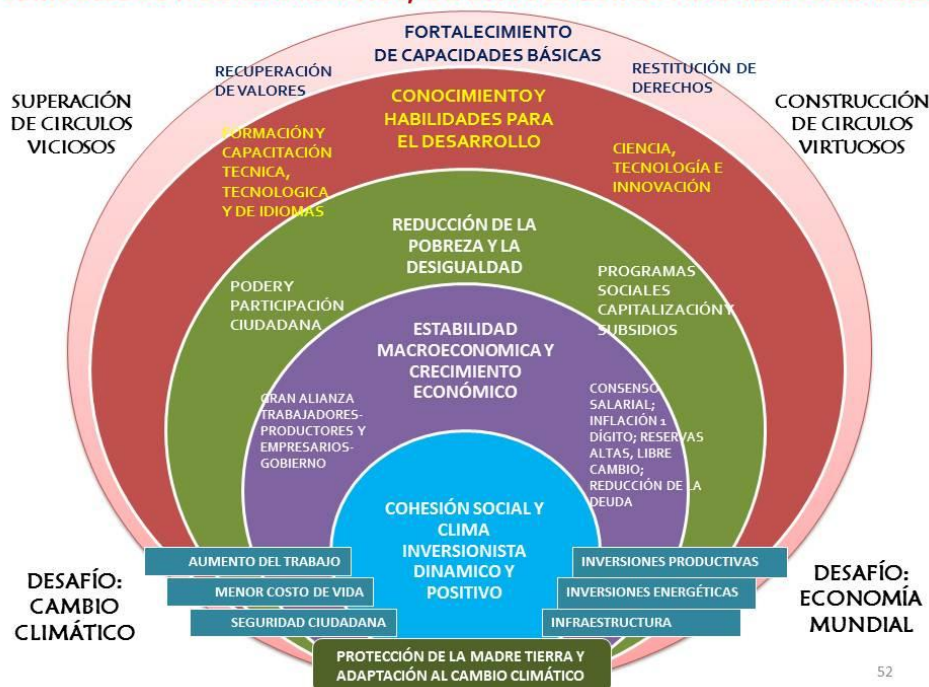 FORTALECIMIENTO
DE CAPACIDADES BÁSICAS
RECUPERACIÓN
DE VALORES
RESTITUCIÓN DE
DERECHOS
SUPERACIÓN
DE CIRCULOS
VICIOSOS
CONSTRUCCIÓN
DE CIRCULOS
VIRTUOSOS
CONOCIMIENTO Y
HABILIDADES PARA
EL DESARROLLO
FORMACIÓN Y
CAPACITACIÓN
TECNICA,
TECNOLOGICA
Y DE IDIOMAS
CIENCIA,
TECNOLOGÍA E
INNOVACIÓN
REDUCCIÓN DE LA
POBREZA Y LA
DESIGUALDAD
PODER Y
PARTICIPACIÓN
CIUDADANA
PROGRAMAS
SOCIALES
CAPITALIZACIÓN Y
SUBSIDIOS
ESTABILIDAD
MACROECONOMICA Y
CRECIMIENTO
ECONÓMICO
GRAN ALIANZA
TRABAJADORES-
PRODUCTORES Y
EMPRESARIOS-
GOBIERNO
CONSENSO
SALARIAL;
INFLACIÓN 1
DÍGITO; RESERVAS
ALTAS, LIBRE
CAMBIO;
REDUCCIÓN DE LA
DEUDA
COHESIÓN SOCIAL Y
CLIMA
INVERSIONISTA
DINAMICO Y
POSITIVO
AUMENTO DEL TRABAJO
MENOR COSTO DE VIDA
SEGURIDAD CIUDADANA
INVERSIONES PRODUCTIVAS
INVERSIONES ENERGÉTICAS
INFRAESTRUCTURA
DESAFÍO:
CAMBIO
CLIMÁTICO
DESAFÍO:
ECONOMÍA
MUNDIAL
PROTECCIÓN DE LA MADRE TIERRA Y
ADAPTACIÓN AL CAMBIO CLIMÁTICO
52